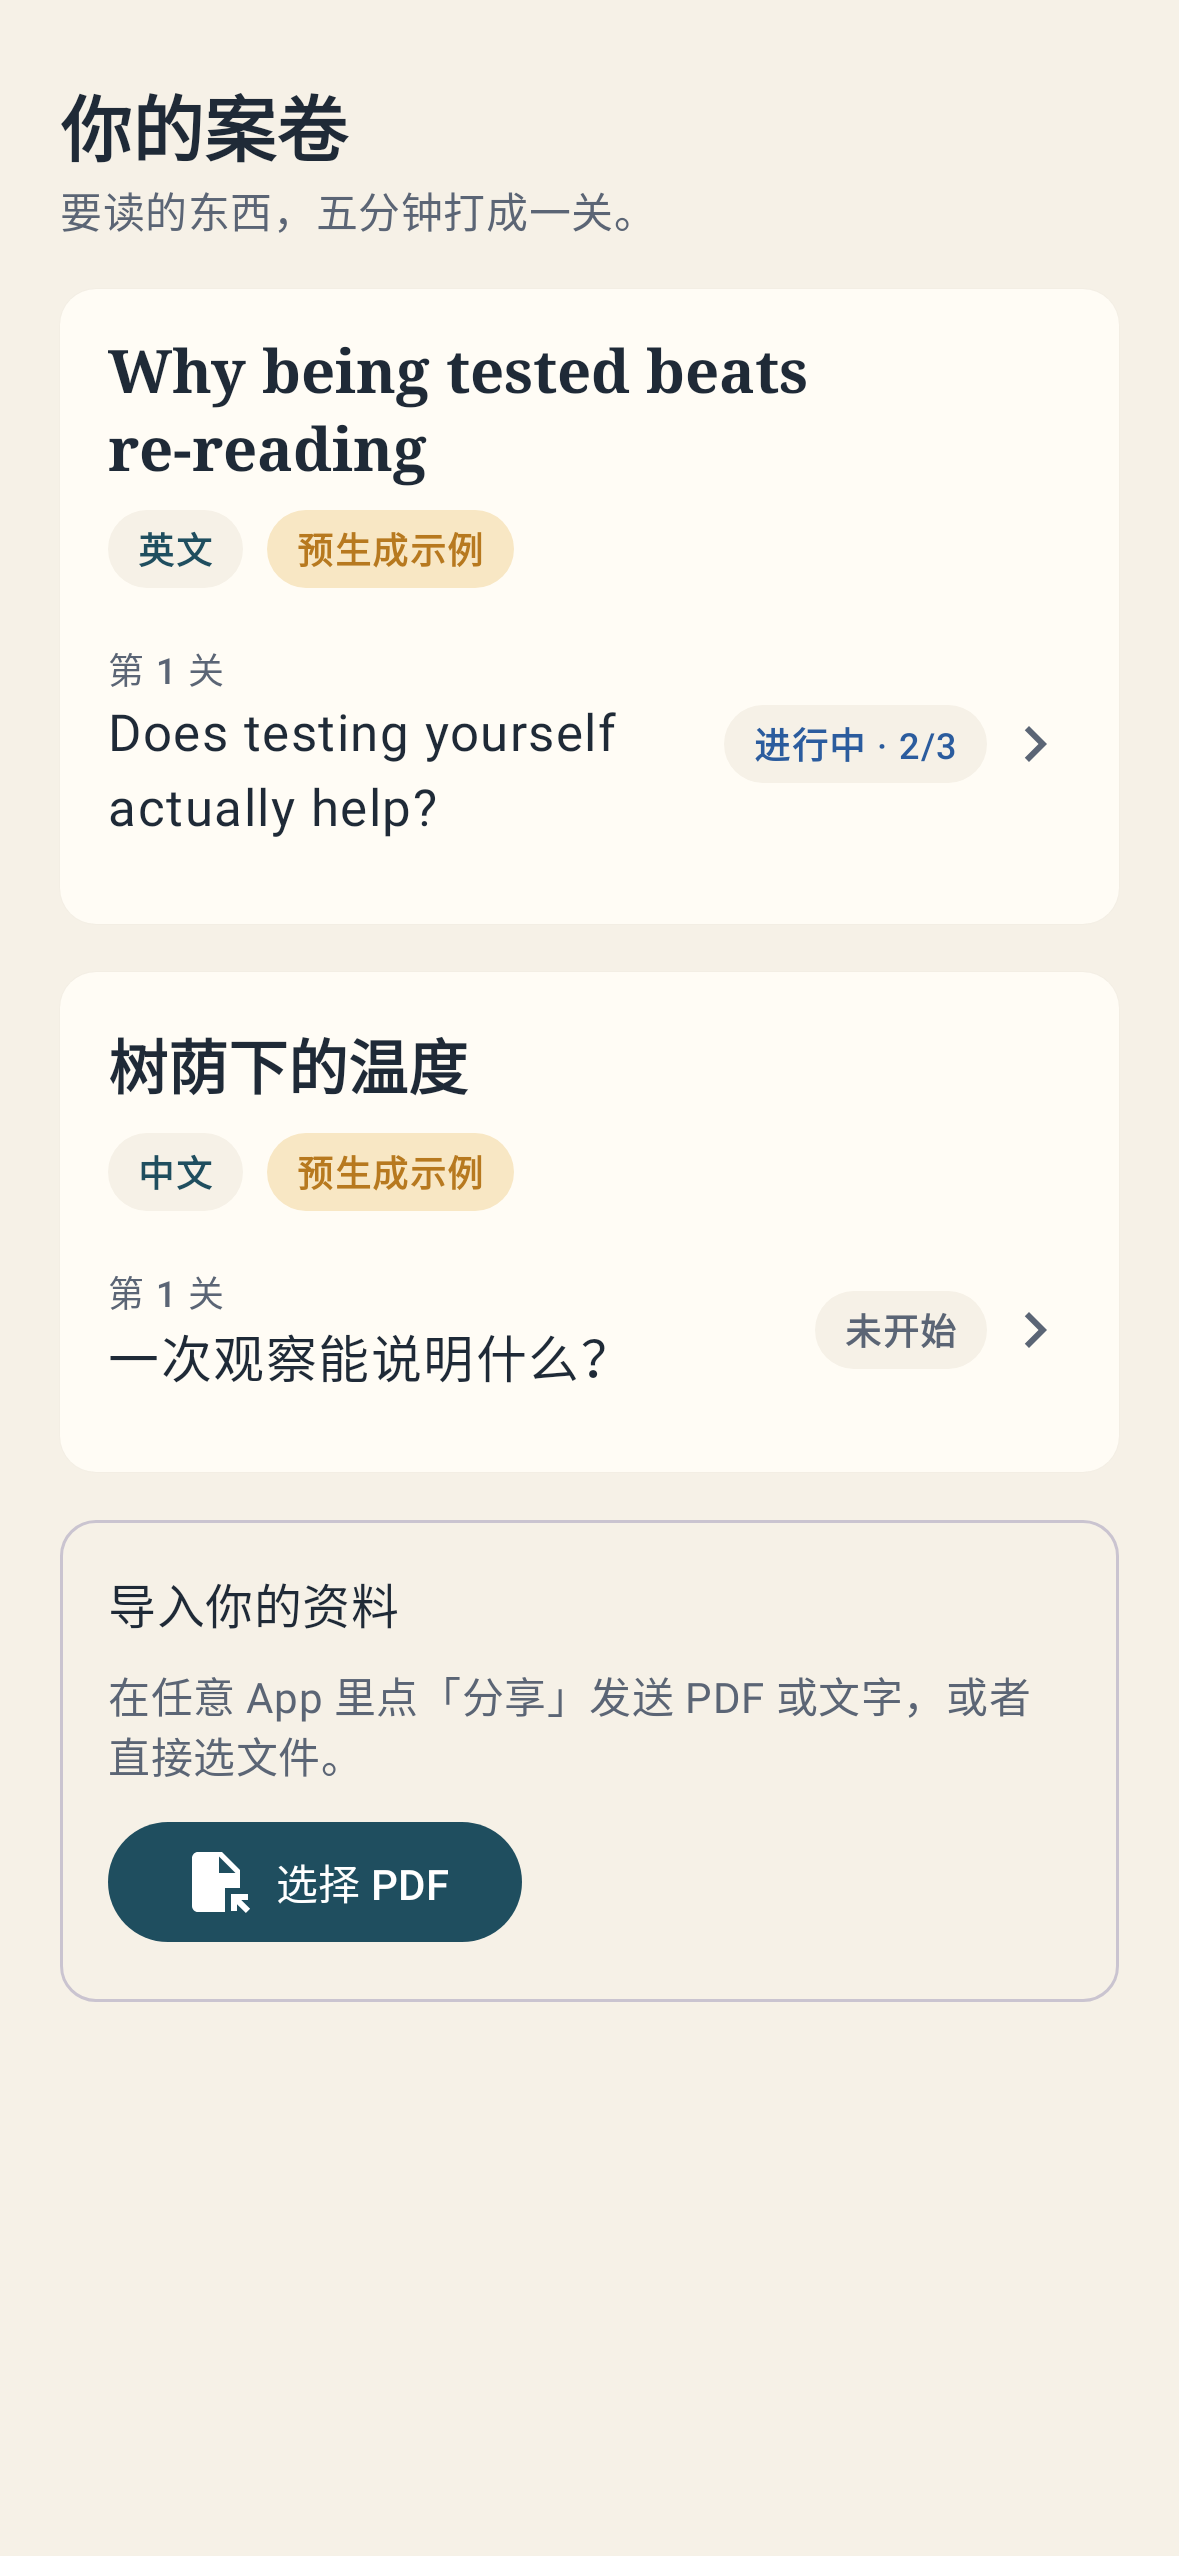 你的案卷
要读的东西，五分钟打成一关。
Why being tested beats
re-reading
英文
预生成示例
第 1 关
Does testing yourself
actually help?
进行中 · 2/3
树荫下的温度
中文
预生成示例
第 1 关
一次观察能说明什么？
未开始
导入你的资料
在任意 App 里点「分享」发送 PDF 或文字，或者
直接选文件。
选择 PDF